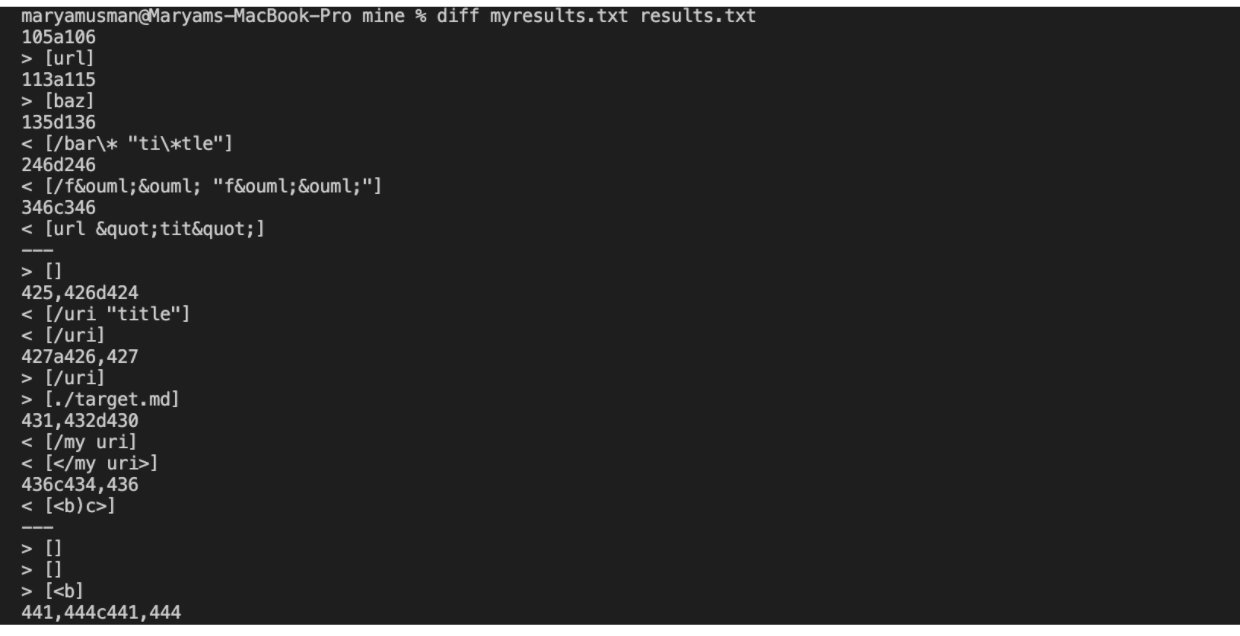 maryamusman@Maryams-MacBook-Pro mine % diff myresults.txt results.txt
105a106
> [url]
113a115
> [baz]
135d136
< [/bar\* "ti\*tle"]
246d246
< [/f&ouml;&ouml; "f&ouml;&ouml;"]
346c346
< [url &quot;tit&quot;]
---
> []
425,426d424
< [/uri "title"]
< [/uri]
427a426,427
> [/uri]
> [./target.md]
431,432d430
< [/my uri]
< [</my uri>]
436c434,436
< [<b)c>]
---
> []
> []
> [<b]
441,444c441,444